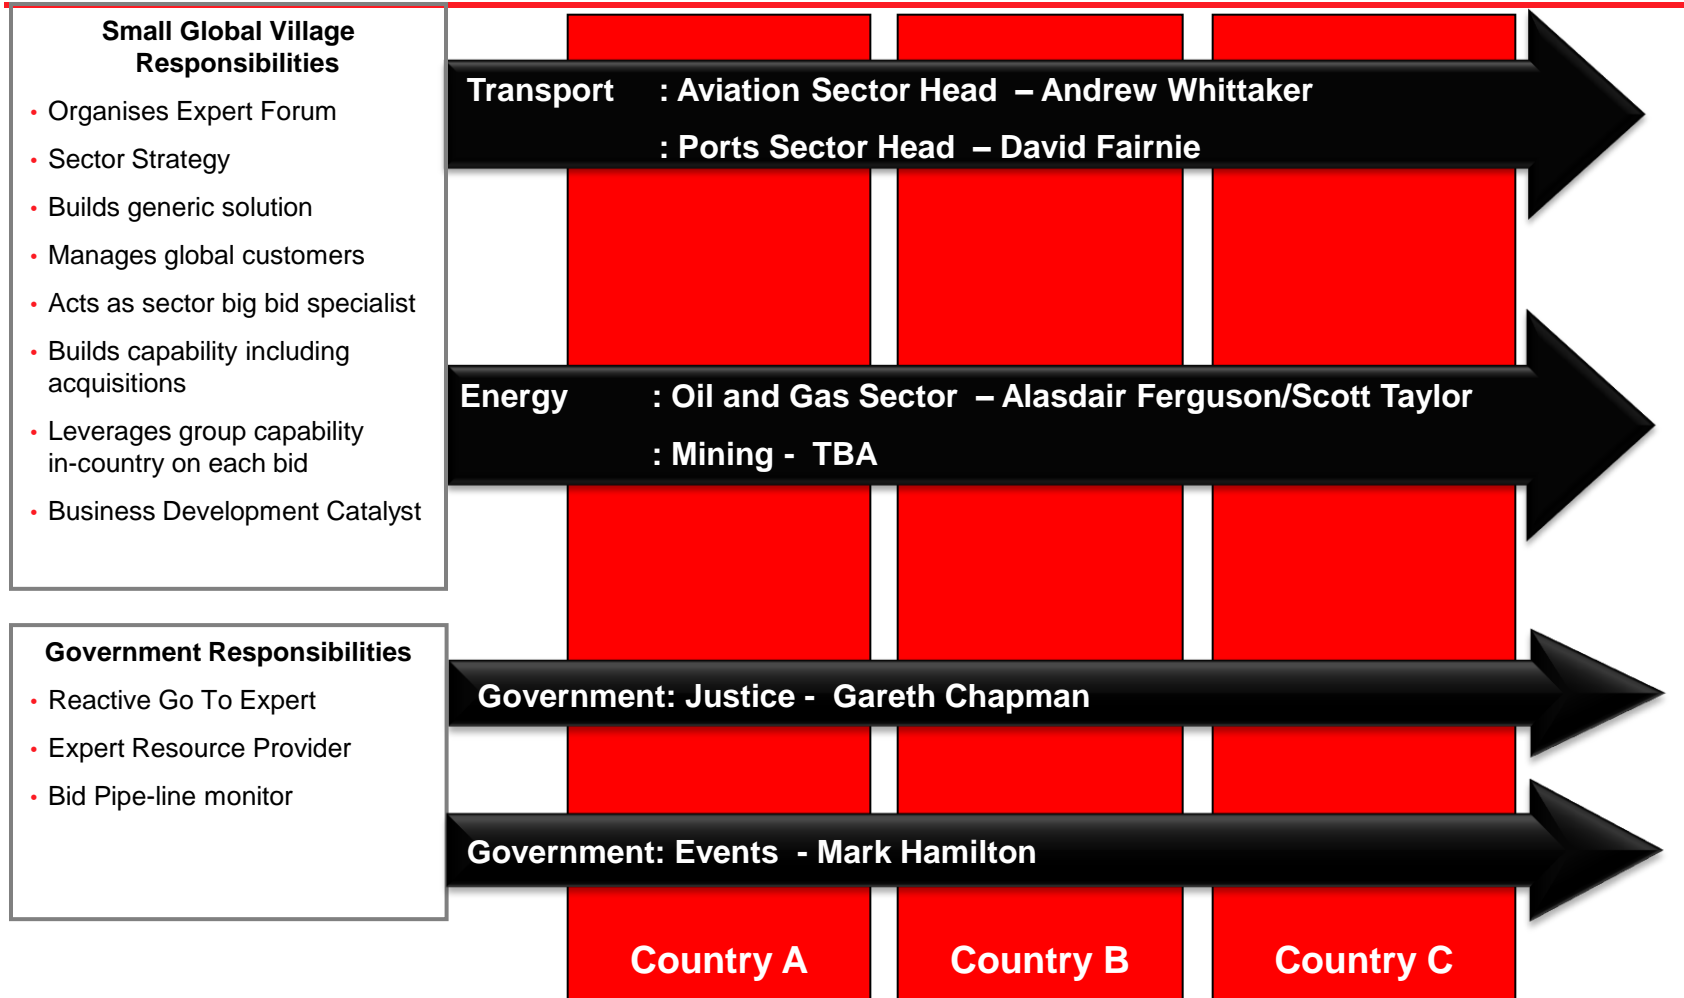 Small Global Village
Responsibilities
• Organises Expert Forum
• Sector Strategy
• Builds generic solution
• Manages global customers
• Acts as sector big bid specialist
• Builds capability including
acquisitions
• Leverages group capability
in-country on each bid
• Business Development Catalyst
Transport : Aviation Sector Head – Andrew Whittaker
: Ports Sector Head – David Fairnie
Energy : Oil and Gas Sector – Alasdair Ferguson/Scott Taylor
: Mining - TBA
Government Responsibilities
• Reactive Go To Expert
• Expert Resource Provider
• Bid Pipe-line monitor
Government: Justice - Gareth Chapman
Government: Events - Mark Hamilton
Country A
Country B
Country C